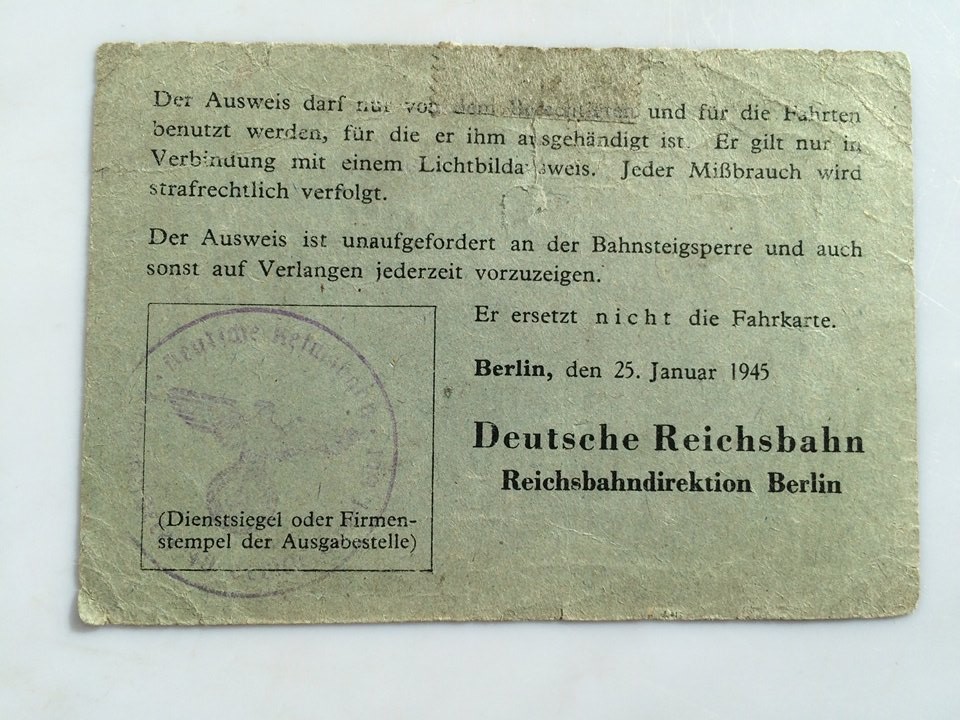 Der Ausweis darf nur von dem Berechtigten und für die Fahrten
benutzt werden, für die er ihm ausgehändigt ist. Er gilt nur in
Verbindung mit einem Lichtbildausweis. Jeder Mißbrauch wird
strafrechtlich verfolgt.
Der Ausweis ist unaufgefordert an der Bahnsteigsperre und auch
sonst auf Verlangen jederzeit vorzuzeigen.
Er ersetzt nicht die Fahrkarte.
Berlin, den 25. Januar 1945
Deutsche Reichsbahn
Reichsbahndirektion Berlin
Deutsche
(Dienstsiegel oder Firmen-
stempel der Ausgabestelle)